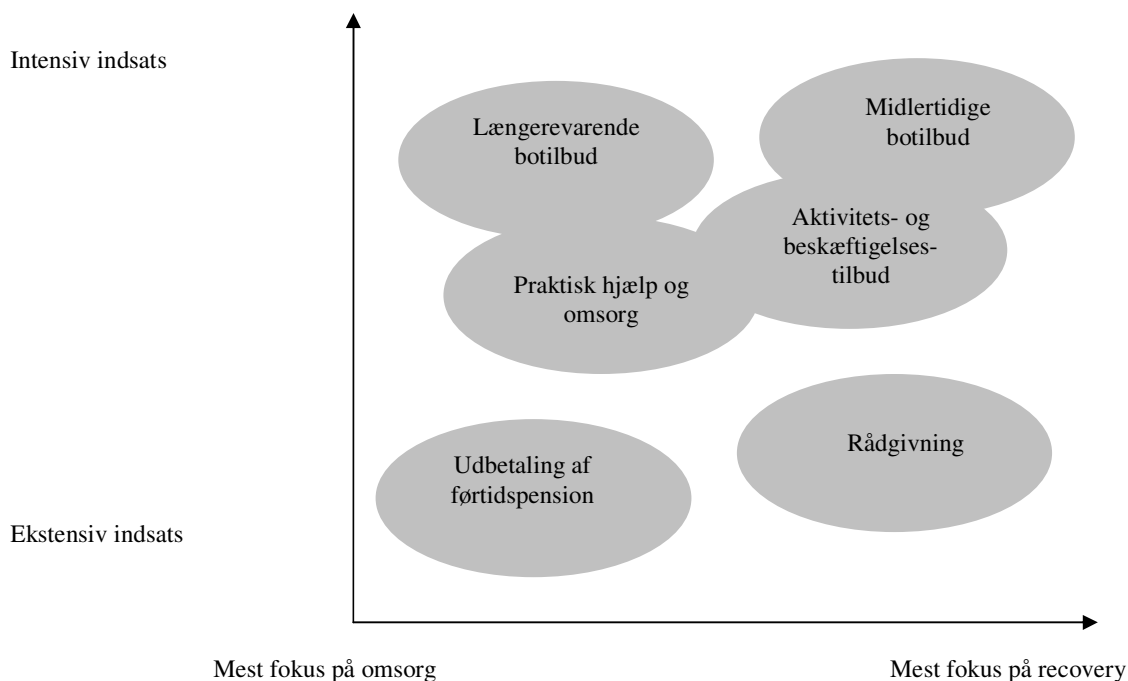 Intensiv indsats
Længerevarende
botilbud
Midlertidige
botilbud
Aktivitets- og
beskæftigelses-
tilbud
Praktisk hjælp og
omsorg
Rådgivning
Udbetaling af
førtidspension
Ekstensiv indsats
Mest fokus på omsorg
Mest fokus på recovery